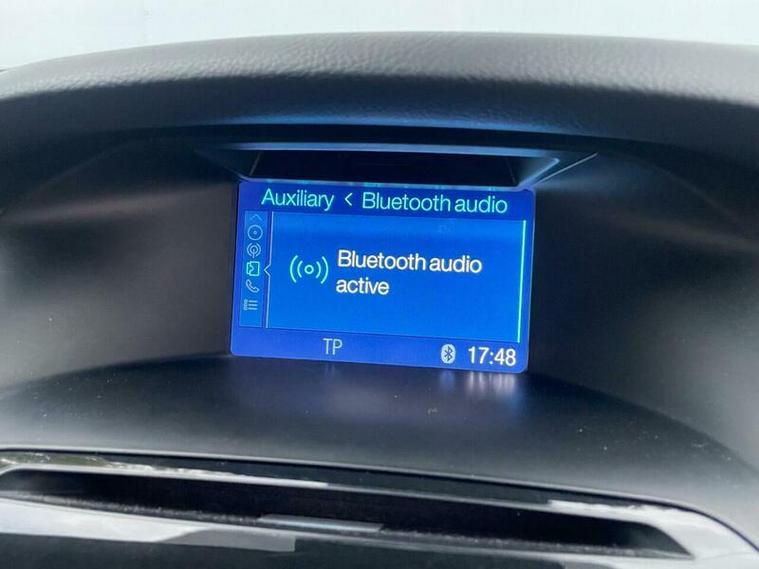 Auxiliary < Bluetooth audio
Bluetooth audio
active
TP 17:48